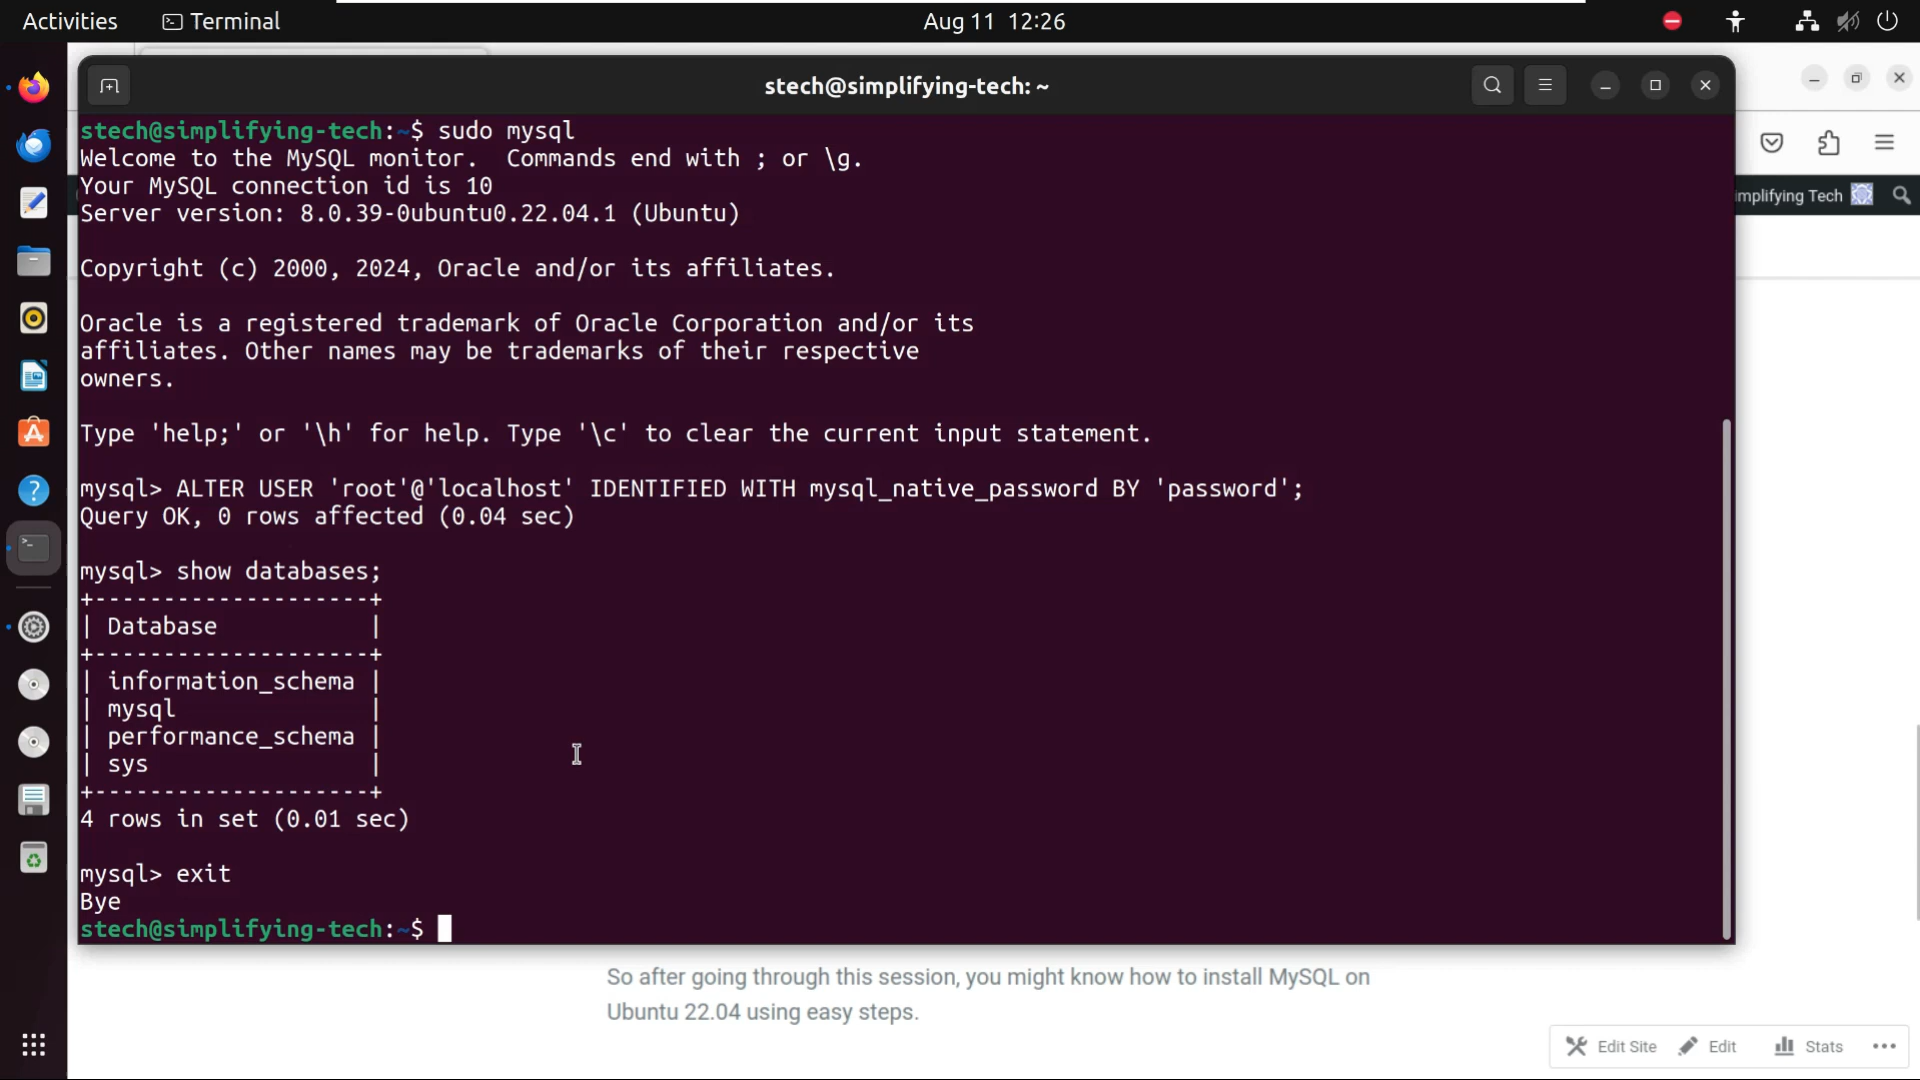 Activities Terminal Aug 11 12:26
stech@simplifying-tech: ~
stech@simplifying-tech:~$ sudo mysql
Welcome to the MySQL monitor.  Commands end with ; or \g.
Your MySQL connection id is 10
Server version: 8.0.39-0ubuntu0.22.04.1 (Ubuntu)
Copyright (c) 2000, 2024, Oracle and/or its affiliates.
Oracle is a registered trademark of Oracle Corporation and/or its
affiliates. Other names may be trademarks of their respective
owners.
Type 'help;' or '\h' for help. Type '\c' to clear the current input statement.
mysql> ALTER USER 'root'@'localhost' IDENTIFIED WITH mysql_native_password BY 'password';
Query OK, 0 rows affected (0.04 sec)
mysql> show databases;
+--------------------+
| Database           |
+--------------------+
| information_schema |
| mysql              |
| performance_schema |
| sys                |
+--------------------+
4 rows in set (0.01 sec)
mysql> exit
Bye
stech@simplifying-tech:~$
implifying Tech
So after going through this session, you might know how to install MySQL on
Ubuntu 22.04 using easy steps.
Edit Site Edit Stats